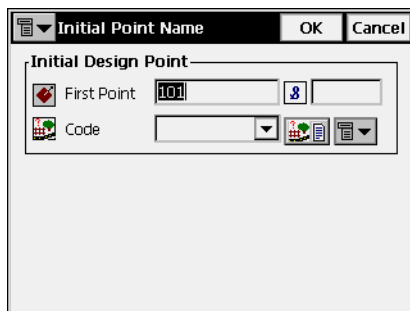 Initial Point Name OK Cancel
Initial Design Point
First Point 101
Code